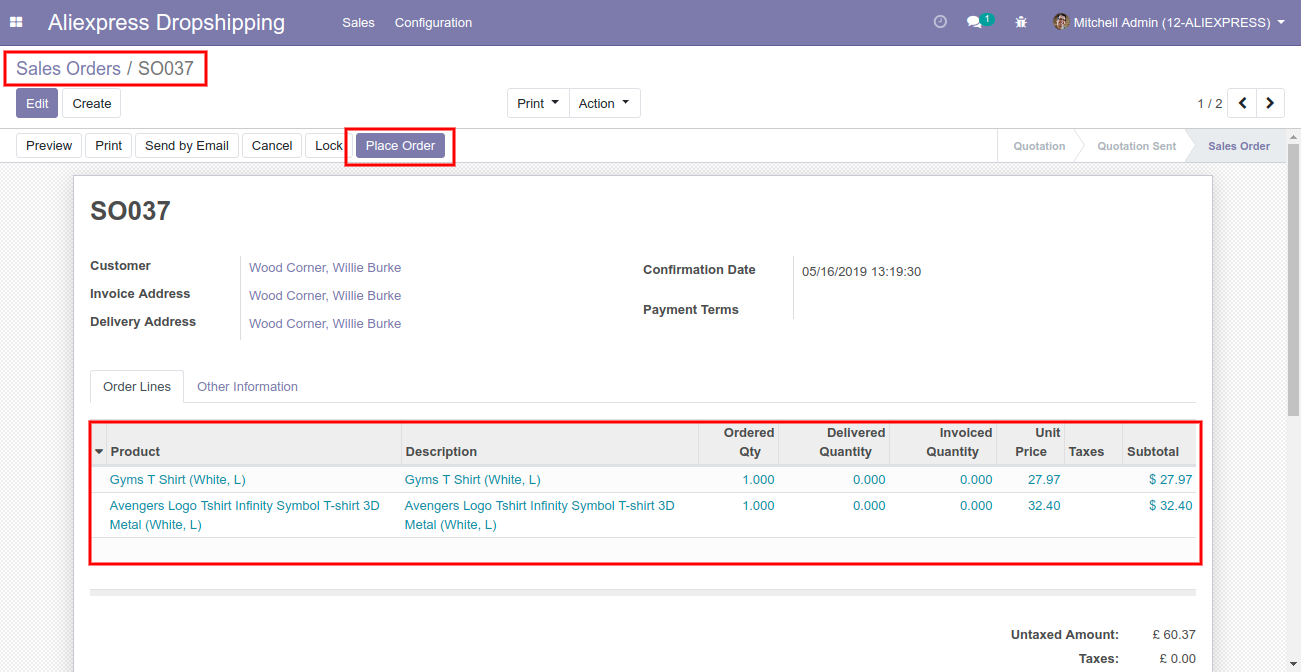 Aliexpress Dropshipping Sales Configuration 1 Mitchell Admin (12-ALIEXPRESS)
Sales Orders / SO037
Edit Create Print Action 1 / 2
Preview Print Send by Email Cancel Lock Place Order Quotation Quotation Sent Sales Order
SO037
Customer Wood Corner, Willie Burke
Invoice Address Wood Corner, Willie Burke
Delivery Address Wood Corner, Willie Burke
Confirmation Date 05/16/2019 13:19:30
Payment Terms
Order Lines Other Information
Product Description Ordered Qty Delivered Quantity Invoiced Quantity Unit Price Taxes Subtotal
Gyms T Shirt (White, L) Gyms T Shirt (White, L) 1.000 0.000 0.000 27.97 $ 27.97
Avengers Logo Tshirt Infinity Symbol T-shirt 3D Avengers Logo Tshirt Infinity Symbol T-shirt 3D 1.000 0.000 0.000 32.40 $ 32.40
Metal (White, L) Metal (White, L)
Untaxed Amount: £ 60.37
Taxes: £ 0.00